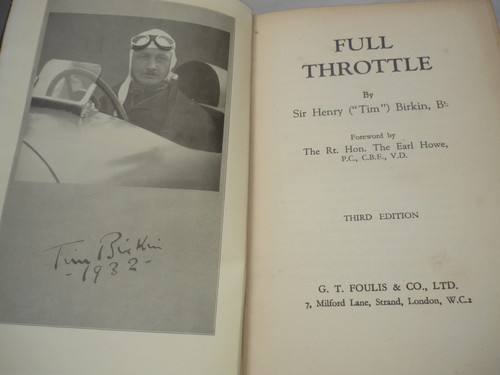 Tim Birkin
- 1932 -
FULL
THROTTLE
By
Sir Henry ("Tim") Birkin, Bt.
Foreword by
The Rt. Hon. The Earl Howe,
P.C., C.B.E., V.D.
THIRD EDITION
G. T. FOULIS & CO., LTD.
7, Milford Lane, Strand, London, W.C.2